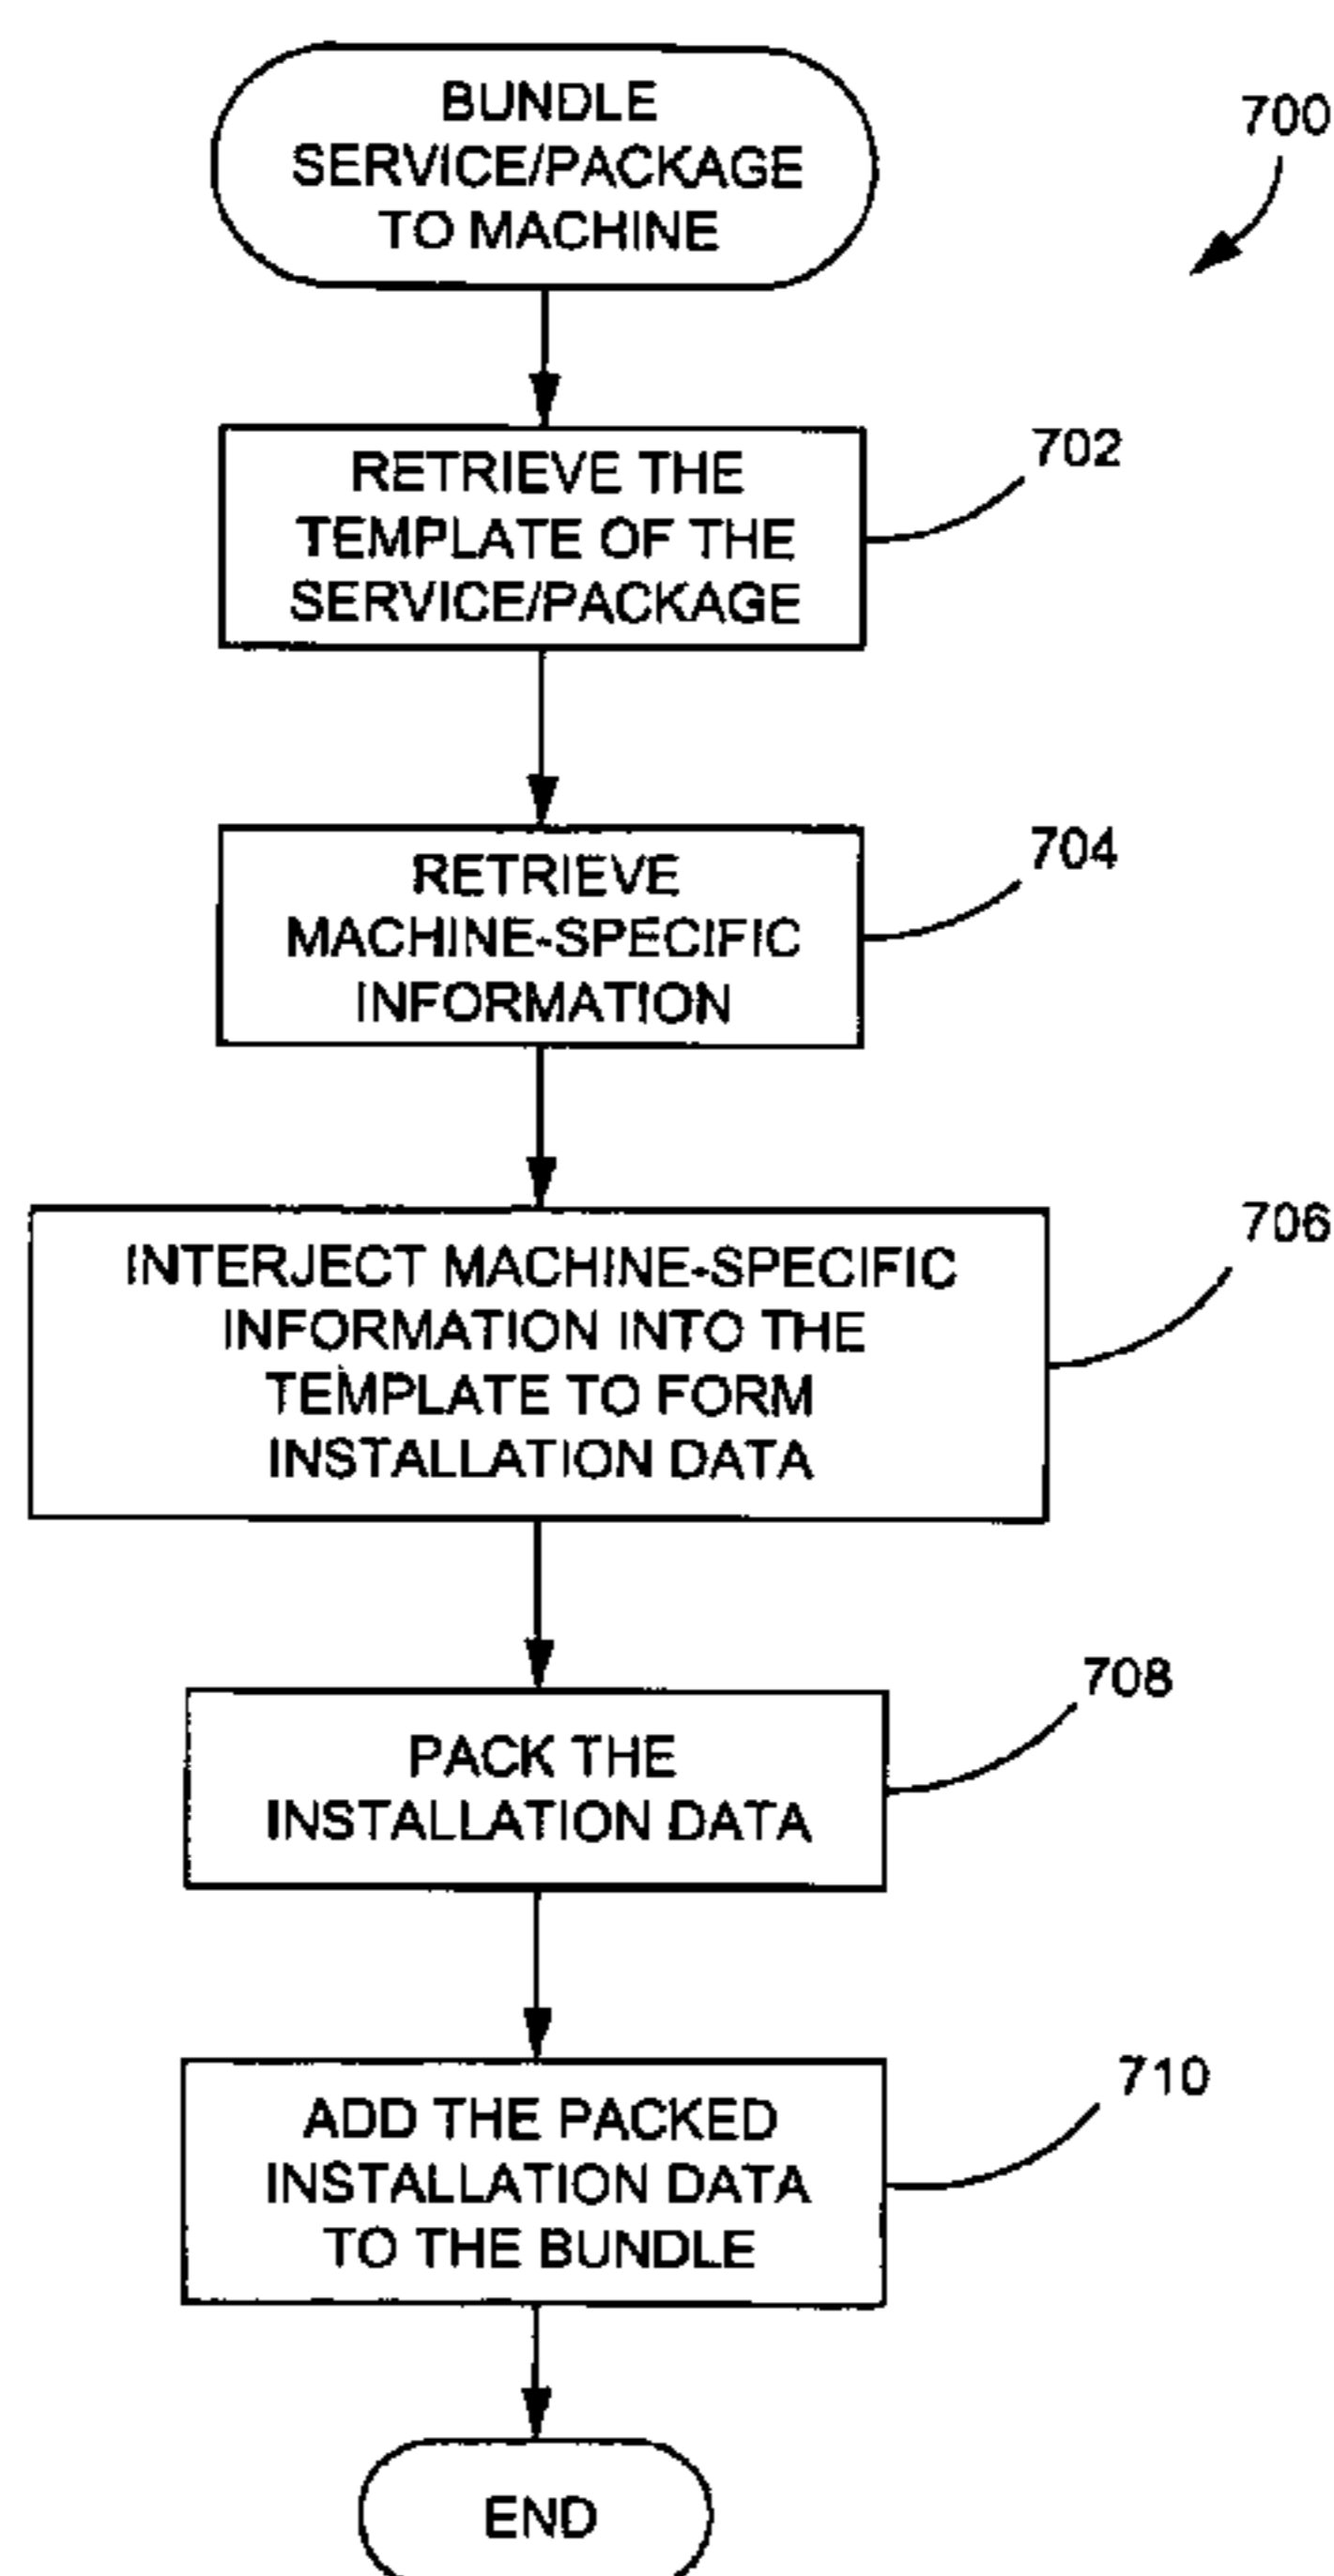 BUNDLE
SERVICE/PACKAGE
TO MACHINE
700
RETRIEVE THE
TEMPLATE OF THE
SERVICE/PACKAGE
702
RETRIEVE
MACHINE-SPECIFIC
INFORMATION
704
INTERJECT MACHINE-SPECIFIC
INFORMATION INTO THE
TEMPLATE TO FORM
INSTALLATION DATA
706
PACK THE
INSTALLATION DATA
708
ADD THE PACKED
INSTALLATION DATA
TO THE BUNDLE
710
END